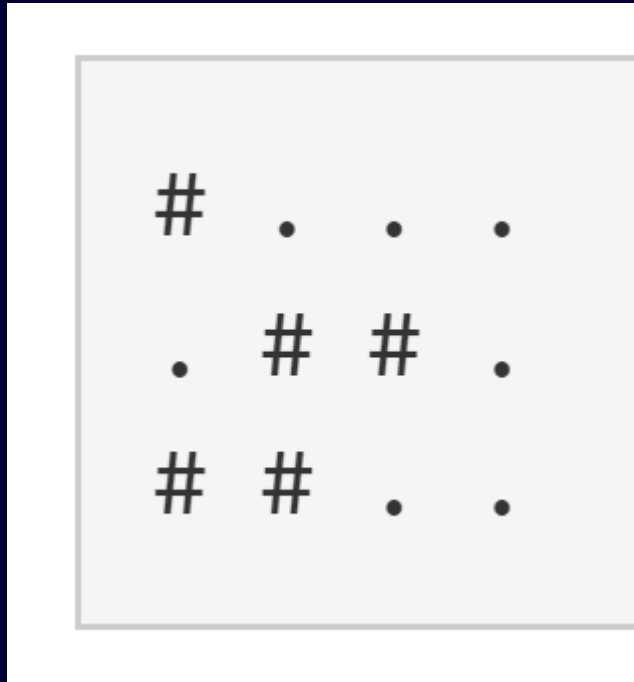 # . . .
. # # .
# # . .